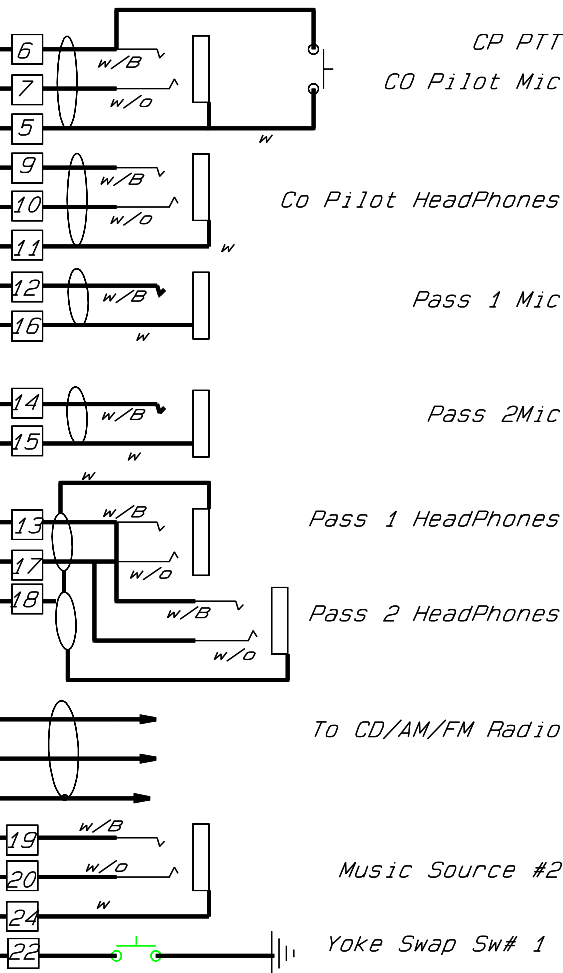 6 CP PTT
w/B
7 CO Pilot Mic
w/o
5
w
9
w/B
10 Co Pilot HeadPhones
w/o
11 w
12
w/B Pass 1 Mic
16
w
14
w/B Pass 2Mic
15
w
w
13 w/B Pass 1 HeadPhones
17
w/o
18
w/B Pass 2 HeadPhones
w/o
To CD/AM/FM Radio
w/B
19
w/o Music Source #2
20
w
24
22 Yoke Swap Sw# 1